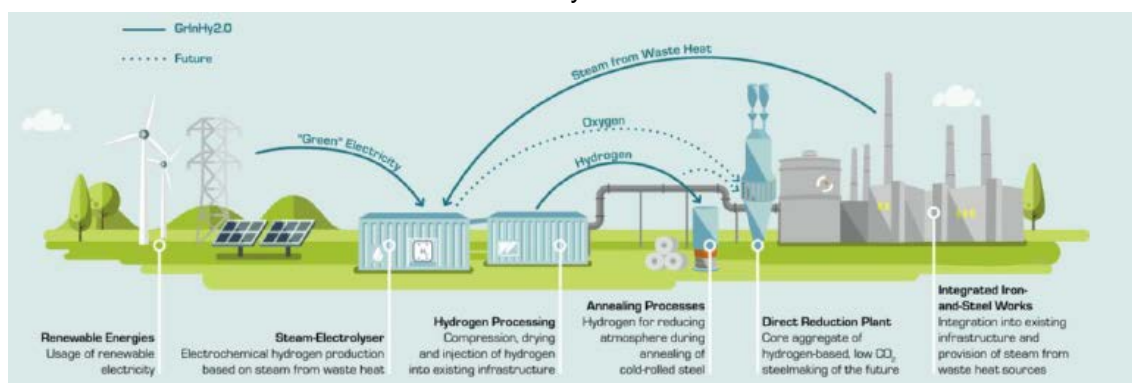 GrInHy2.0
Future
Steam from Waste Heat
"Green" Electricity
Oxygen
Hydrogen
Renewable Energies
Usage of renewable
electricity
Steam-Electrolyser
Electrochemical hydrogen production
based on steam from waste heat
Hydrogen Processing
Compression, drying
and injection of hydrogen
into existing infrastructure
Annealing Processes
Hydrogen for reducing
atmosphere during
annealing of
cold-rolled steel
Direct Reduction Plant
Core aggregate of
hydrogen-based, low CO₂
steelmaking of the future
Integrated Iron-
and-Steel Works
Integration into existing
infrastructure and
provision of steam from
waste heat sources